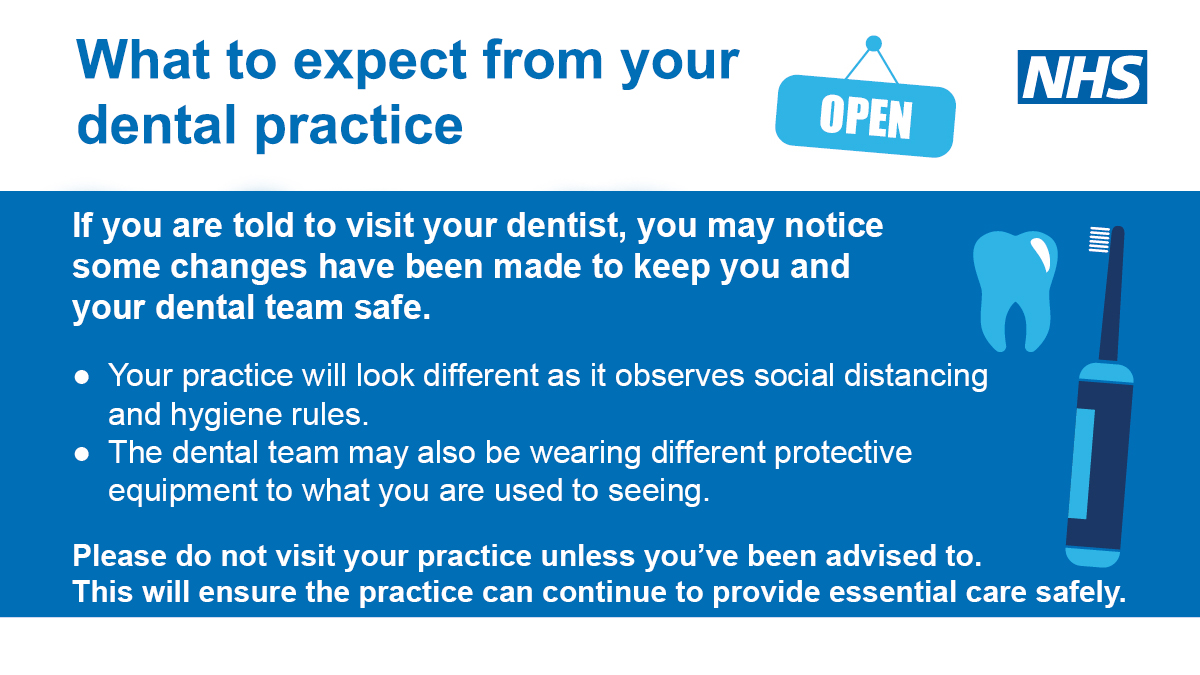 What to expect from your
dental practice
OPEN
NHS
If you are told to visit your dentist, you may notice
some changes have been made to keep you and
your dental team safe.
● Your practice will look different as it observes social distancing
and hygiene rules.
● The dental team may also be wearing different protective
equipment to what you are used to seeing.
Please do not visit your practice unless you’ve been advised to.
This will ensure the practice can continue to provide essential care safely.